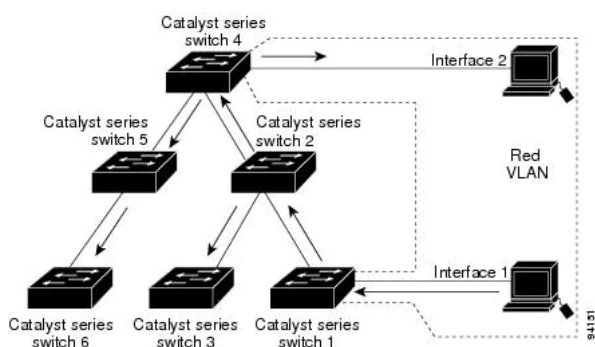 Catalyst series
switch 4
Interface 2
Catalyst series
switch 5
Catalyst series
switch 2
Red
VLAN
Interface 1
Catalyst series
switch 6
Catalyst series
switch 3
Catalyst series
switch 1
94151